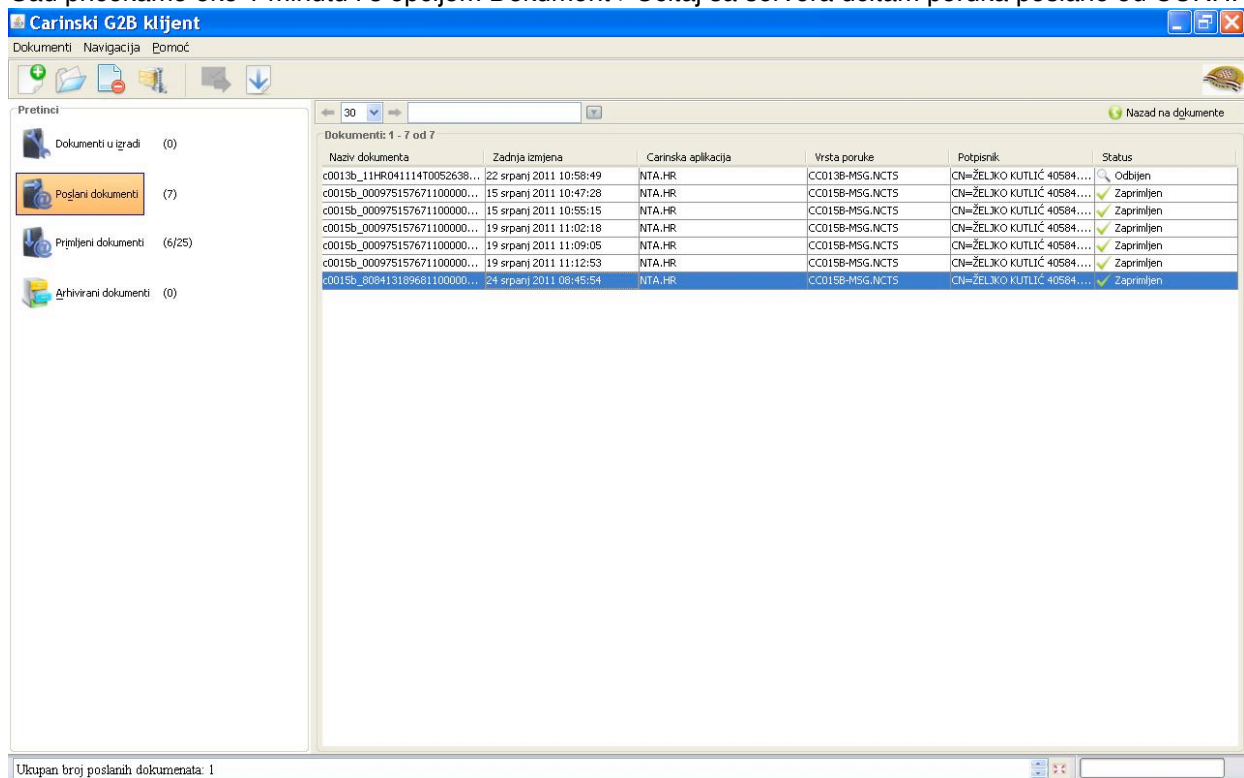 Carinski G2B klijent
Dokumenti Navigacija Pomoć
Pretinci
30
Nazad na dokumente
Dokumenti u izradi (0)
Poslani dokumenti (7)
Primljeni dokumenti (6/25)
Arhivirani dokumenti (0)
Dokumenti: 1 - 7 od 7
Naziv dokumenta Zadnja izmjena Carinska aplikacija Vrsta poruke Potpisnik Status
c0013b_11HR041114T0052638... 22 srpanj 2011 10:58:49 NTA.HR CC013B-MSG.NCTS CN=ŽELJKO KUTLIĆ 40584.... Odbijen
c0015b_000975157671100000... 15 srpanj 2011 10:47:28 NTA.HR CC015B-MSG.NCTS CN=ŽELJKO KUTLIĆ 40584.... Zaprimljen
c0015b_000975157671100000... 15 srpanj 2011 10:55:15 NTA.HR CC015B-MSG.NCTS CN=ŽELJKO KUTLIĆ 40584.... Zaprimljen
c0015b_000975157671100000... 19 srpanj 2011 11:02:18 NTA.HR CC015B-MSG.NCTS CN=ŽELJKO KUTLIĆ 40584.... Zaprimljen
c0015b_000975157671100000... 19 srpanj 2011 11:09:05 NTA.HR CC015B-MSG.NCTS CN=ŽELJKO KUTLIĆ 40584.... Zaprimljen
c0015b_000975157671100000... 19 srpanj 2011 11:12:53 NTA.HR CC015B-MSG.NCTS CN=ŽELJKO KUTLIĆ 40584.... Zaprimljen
c0015b_808413189681100000... 24 srpanj 2011 08:45:54 NTA.HR CC015B-MSG.NCTS CN=ŽELJKO KUTLIĆ 40584.... Zaprimljen
Ukupan broj poslanih dokumenata: 1